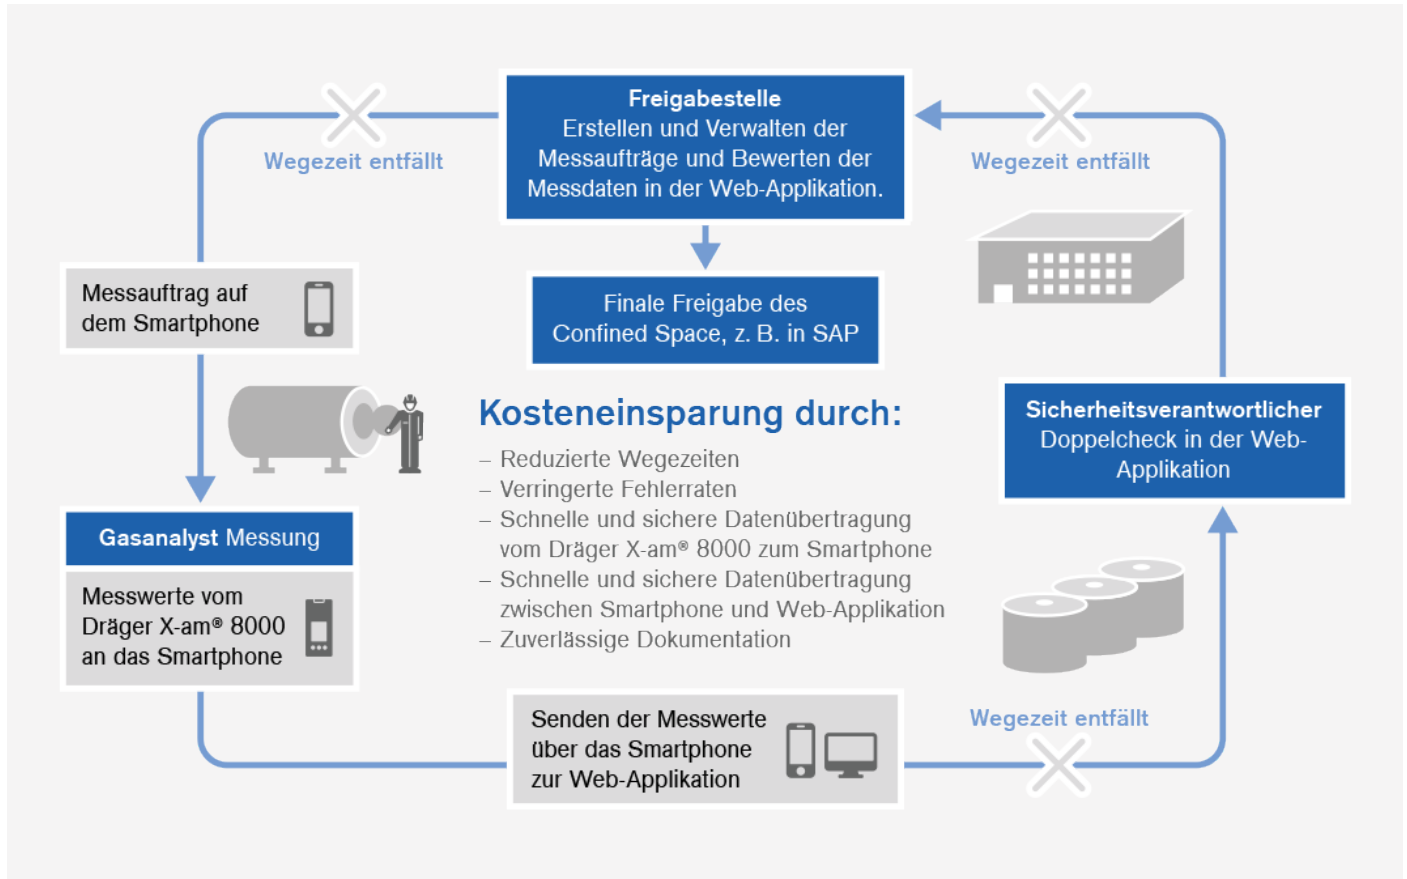 Freigabestelle
Erstellen und Verwalten der
Messaufträge und Bewerten der
Messdaten in der Web-Applikation.
Wegezeit entfällt
Wegezeit entfällt
Messauftrag auf
dem Smartphone
Finale Freigabe des
Confined Space, z. B. in SAP
Gasanalyst Messung
Messwerte vom
Dräger X-am® 8000
an das Smartphone
Kosteneinsparung durch:
– Reduzierte Wegezeiten
– Verringerte Fehlerraten
– Schnelle und sichere Datenübertragung
vom Dräger X-am® 8000 zum Smartphone
– Schnelle und sichere Datenübertragung
zwischen Smartphone und Web-Applikation
– Zuverlässige Dokumentation
Sicherheitsverantwortlicher
Doppelcheck in der Web-
Applikation
Senden der Messwerte
über das Smartphone
zur Web-Applikation
Wegezeit entfällt